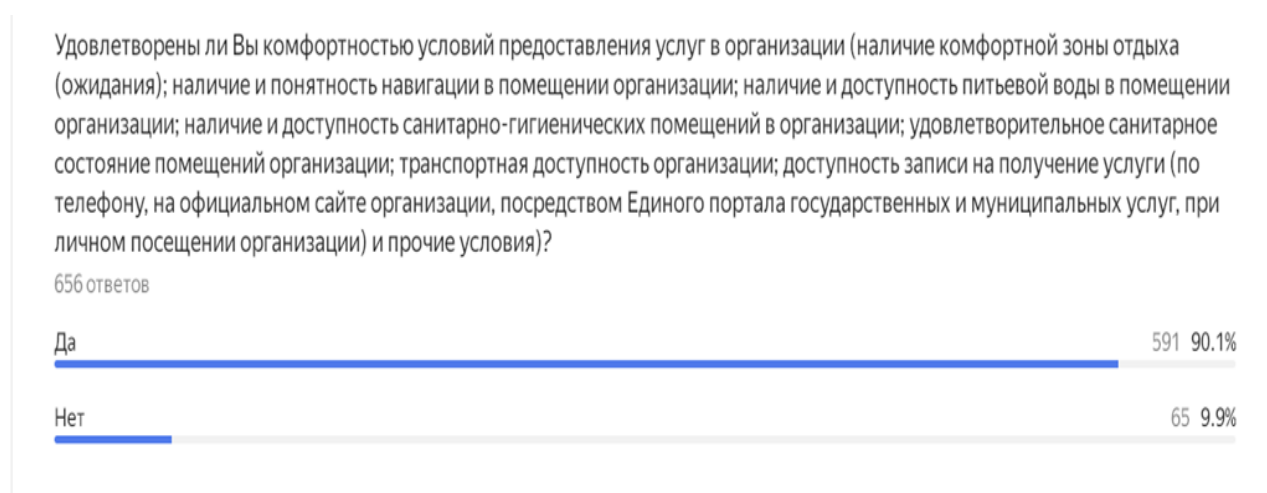 Удовлетворены ли Вы комфортностью условий предоставления услуг в организации (наличие комфортной зоны отдыха
(ожидания); наличие и понятность навигации в помещении организации; наличие и доступность питьевой воды в помещении
организации; наличие и доступность санитарно-гигиенических помещений в организации; удовлетворительное санитарное
состояние помещений организации; транспортная доступность организации; доступность записи на получение услуги (по
телефону, на официальном сайте организации, посредством Единого портала государственных и муниципальных услуг, при
личном посещении организации) и прочие условия)?
656 ответов
Да 591 90.1%
Нет 65 9.9%